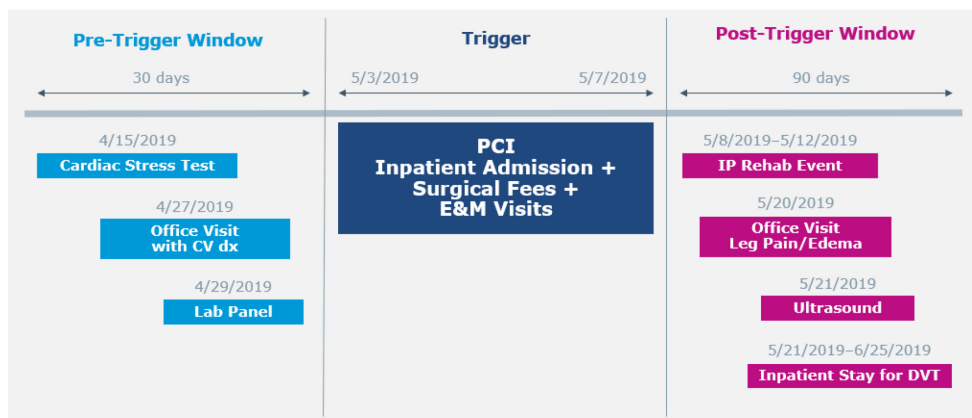 Pre-Trigger Window
30 days
4/15/2019
Cardiac Stress Test
4/27/2019
Office Visit
with CV dx
4/29/2019
Lab Panel
Trigger
5/3/2019 5/7/2019
PCI
Inpatient Admission +
Surgical Fees +
E&M Visits
Post-Trigger Window
90 days
5/8/2019–5/12/2019
IP Rehab Event
5/20/2019
Office Visit
Leg Pain/Edema
5/21/2019
Ultrasound
5/21/2019–6/25/2019
Inpatient Stay for DVT